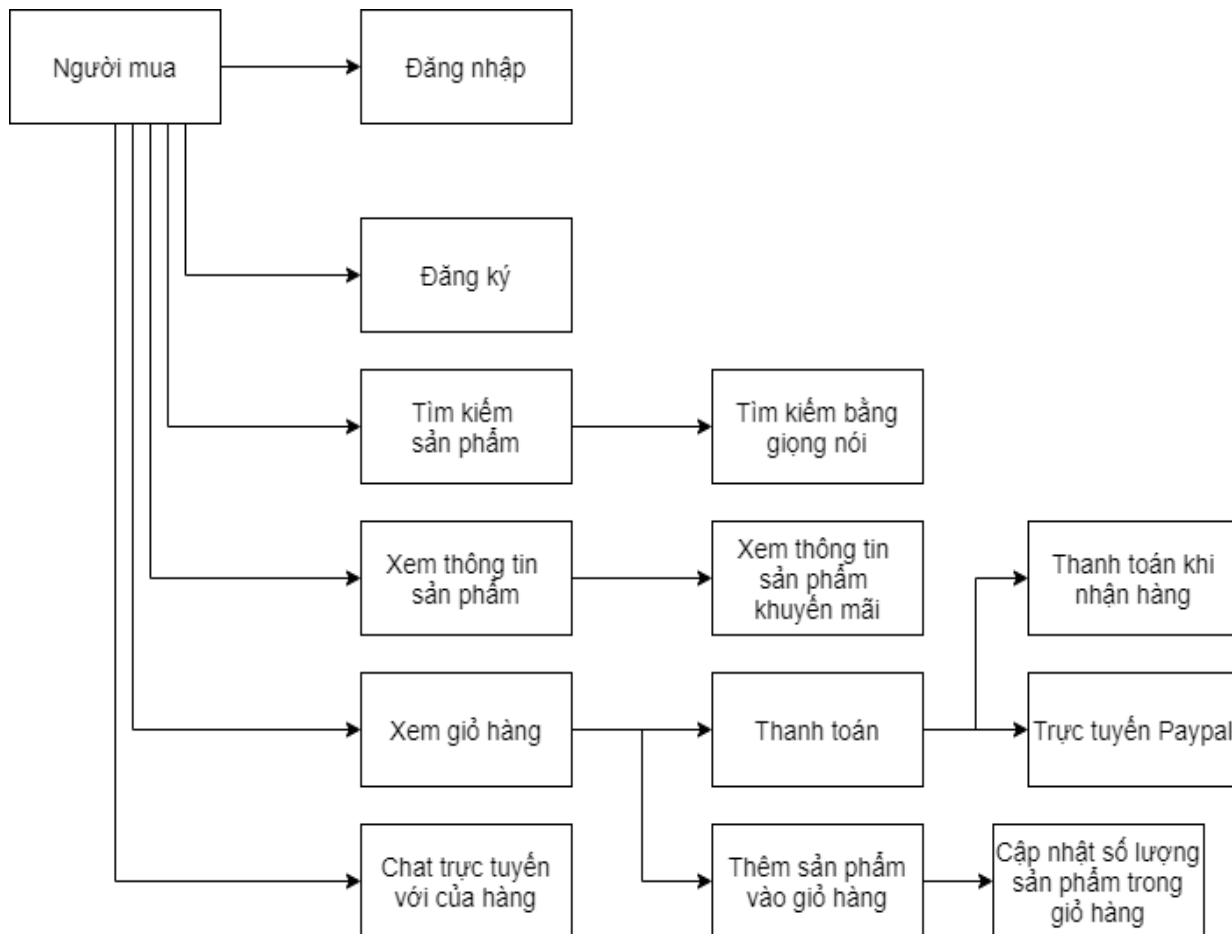 Người mua
Đăng nhập
Đăng ký
Tìm kiếm
sản phẩm
Tìm kiếm bằng
giọng nói
Xem thông tin
sản phẩm
Xem thông tin
sản phẩm
khuyến mãi
Thanh toán khi
nhận hàng
Xem giỏ hàng
Thanh toán
Trực tuyến Paypal
Chat trực tuyến
với của hàng
Thêm sản phẩm
vào giỏ hàng
Cập nhật số lượng
sản phẩm trong
giỏ hàng